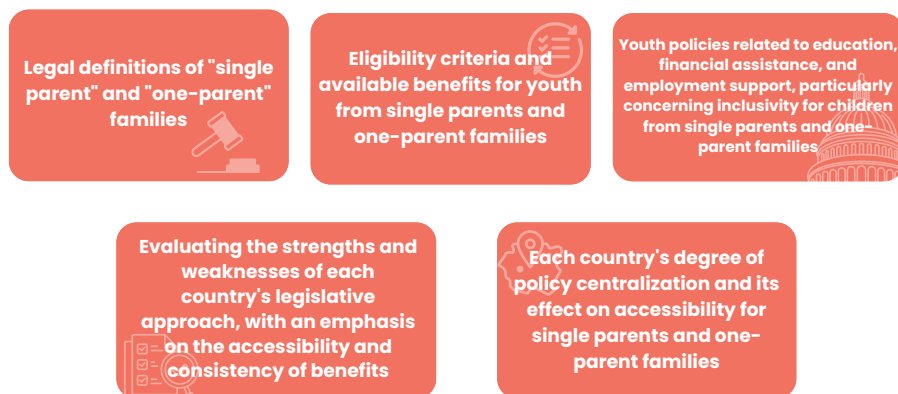 Legal definitions of "single
parent" and "one-parent"
families
Eligibility criteria and
available benefits for youth
from single parents and
one-parent families
Youth policies related to education,
financial assistance, and
employment support, particularly
concerning inclusivity for children
from single parents and one-
parent families
Evaluating the strengths and
weaknesses of each
country's legislative
approach, with an emphasis
on the accessibility and
consistency of benefits
Each country's degree of
policy centralization and its
effect on accessibility for
single parents and one-
parent families